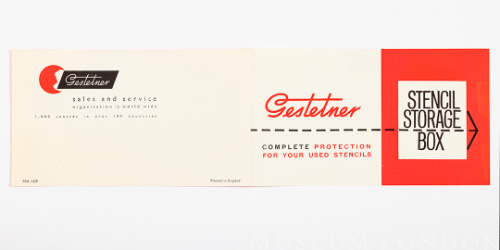 Gestetner
sales and service
organisation is world wide
1,000 centres in over 100 countries
Printed in England
Gestetner
COMPLETE PROTECTION
FOR YOUR USED STENCILS
STENCIL
STORAGE
BOX